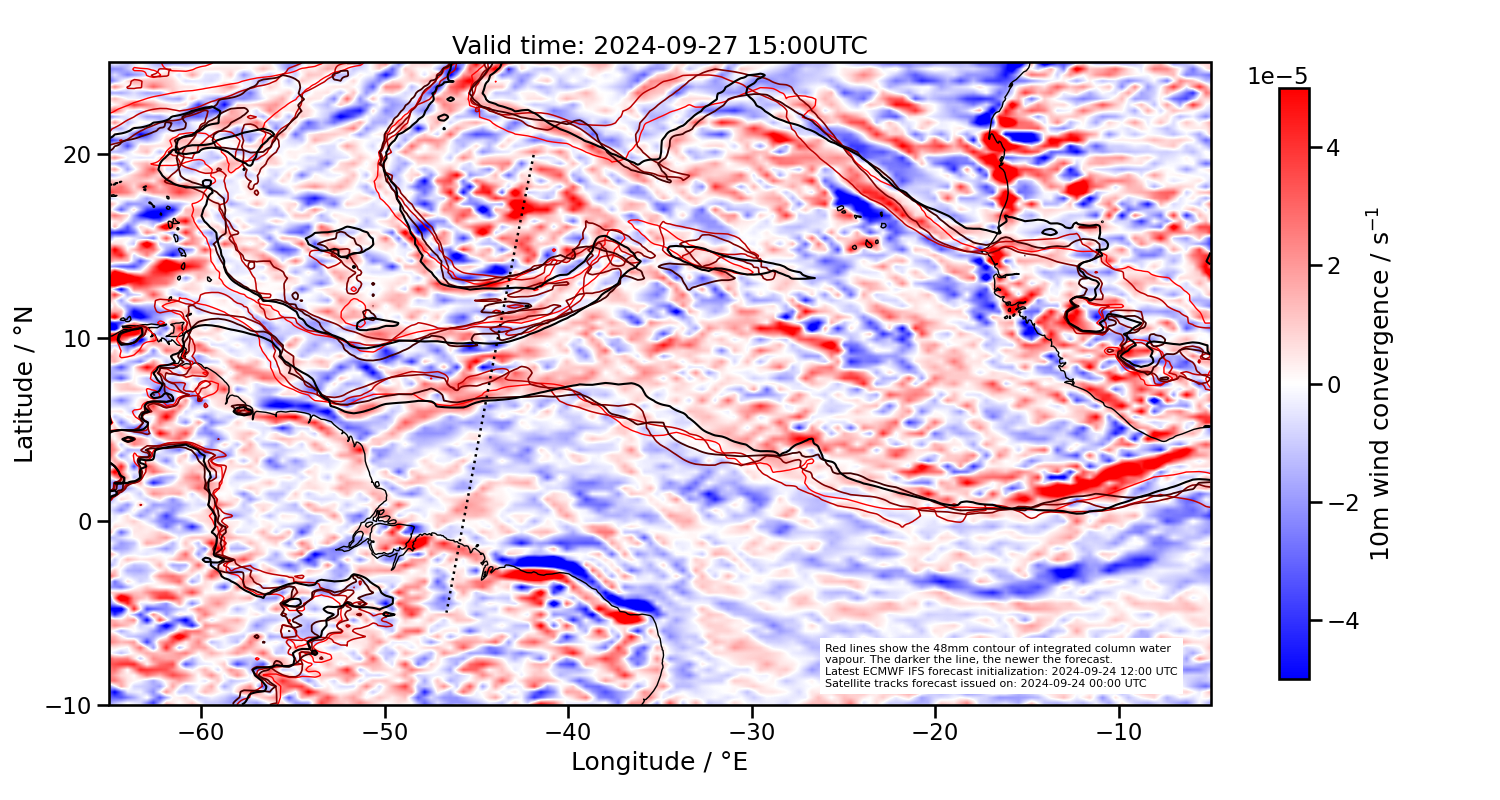 Valid time: 2024-09-27 15:00UTC
1e−5
20
10
0
−10
Latitude / °N
−60
−50
−40
−30
−20
−10
Longitude / °E
4
2
0
−2
−4
10m wind convergence / s⁻¹
Red lines show the 48mm contour of integrated column water
vapour. The darker the line, the newer the forecast.
Latest ECMWF IFS forecast initialization: 2024-09-24 12:00 UTC
Satellite tracks forecast issued on: 2024-09-24 00:00 UTC